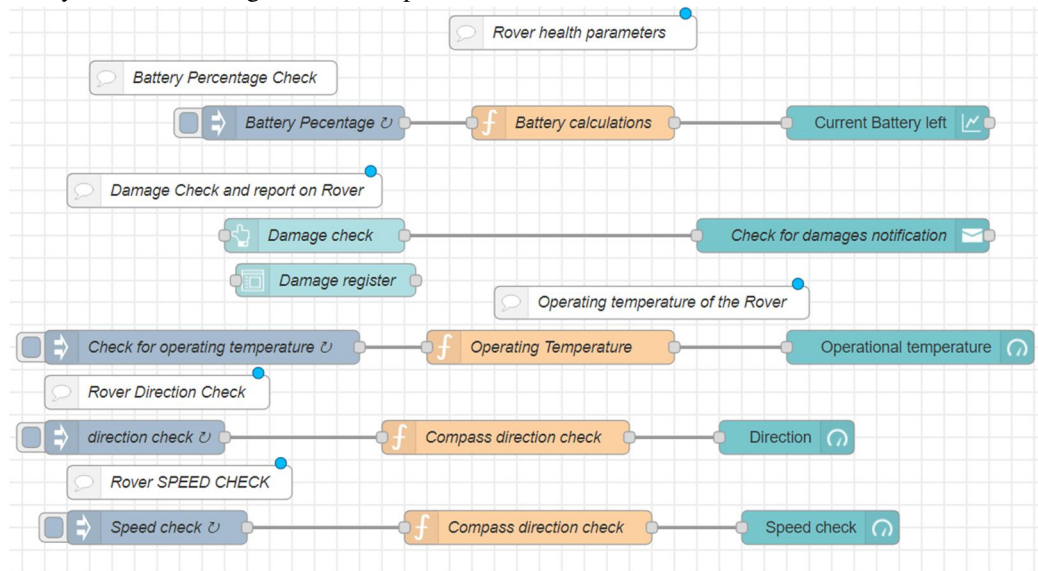 Rover health parameters
Battery Percentage Check
Battery Pecentage ↻ Battery calculations Current Battery left
Damage Check and report on Rover
Damage check Check for damages notification
Damage register
Operating temperature of the Rover
Check for operating temperature ↻ Operating Temperature Operational temperature
Rover Direction Check
direction check ↻ Compass direction check Direction
Rover SPEED CHECK
Speed check ↻ Compass direction check Speed check